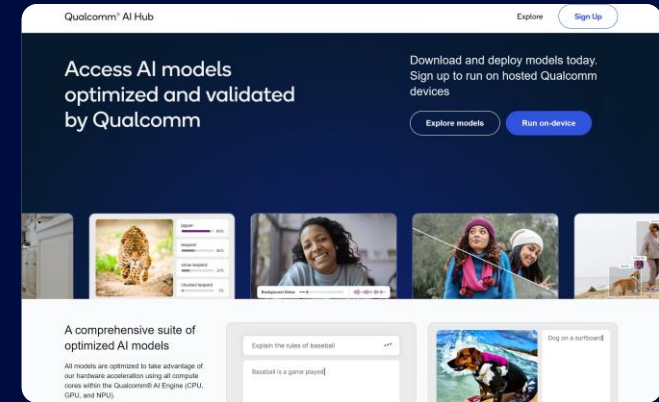 Qualcomm® AI Hub
Explore
Sign Up
Access AI models
optimized and validated
by Qualcomm
Download and deploy models today.
Sign up to run on hosted Qualcomm
devices
Explore models
Run on-device
jaguar
leopard
snow leopard
clouded leopard
Background Noise
A comprehensive suite of
optimized AI models
All models are optimized to take advantage of
our hardware acceleration using all compute
cores within the Qualcomm® AI Engine (CPU,
GPU, and NPU).
Explain the rules of baseball
Baseball is a game played
Dog on a surfboard